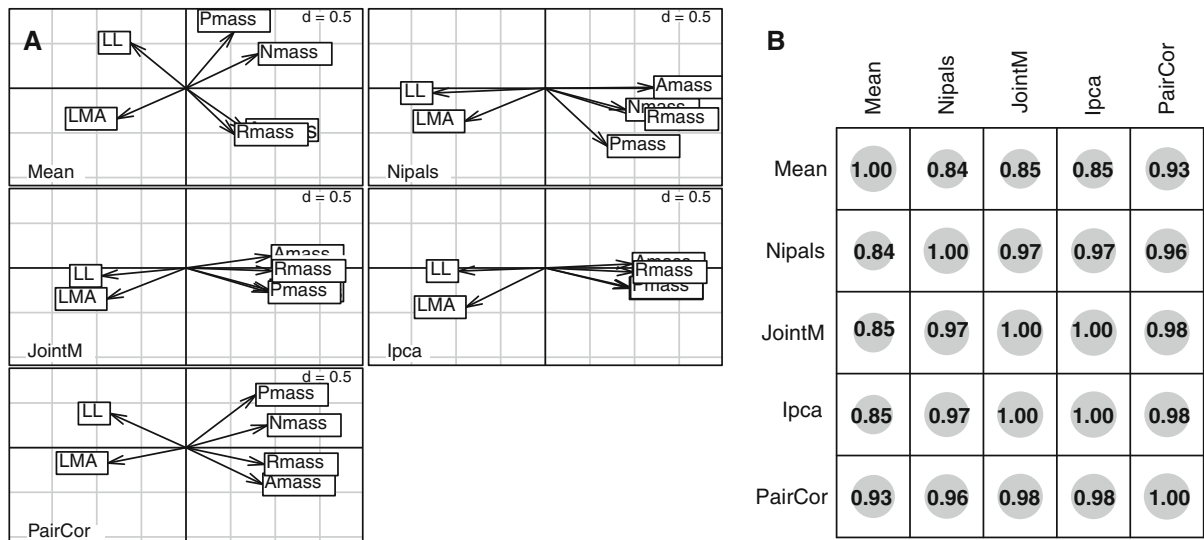 A
Pmass
d = 0.5
LL
Nmass
LMA
Rmass
Mean
d = 0.5
LL
Amass
LMA
Nmass
Rmass
Pmass
Nipals
d = 0.5
Amass
LL
Rmass
LMA
Pmass
JointM
d = 0.5
Amass
LL
Rmass
LMA
Pmass
Ipca
d = 0.5
Pmass
LL
Nmass
LMA
Rmass
Amass
PairCor
B
Mean Nipals JointM Ipca PairCor
Mean 1.00 0.84 0.85 0.85 0.93
Nipals 0.84 1.00 0.97 0.97 0.96
JointM 0.85 0.97 1.00 1.00 0.98
Ipca 0.85 0.97 1.00 1.00 0.98
PairCor 0.93 0.96 0.98 0.98 1.00